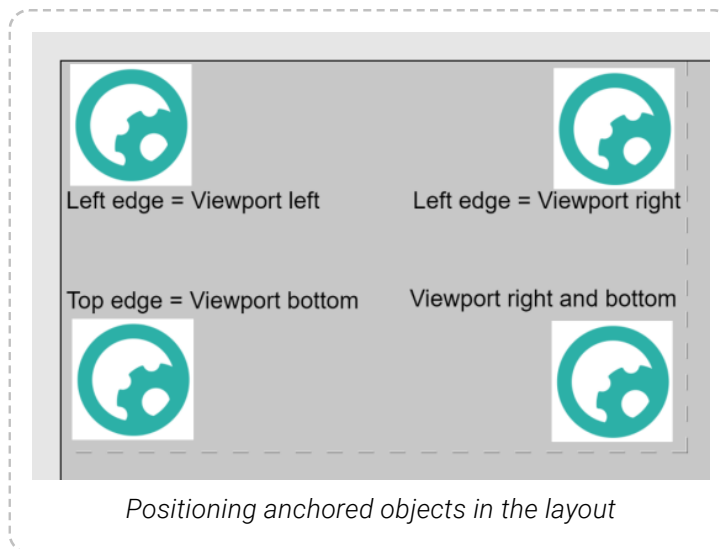 Left edge = Viewport left
Left edge = Viewport right
Top edge = Viewport bottom
Viewport right and bottom
Positioning anchored objects in the layout